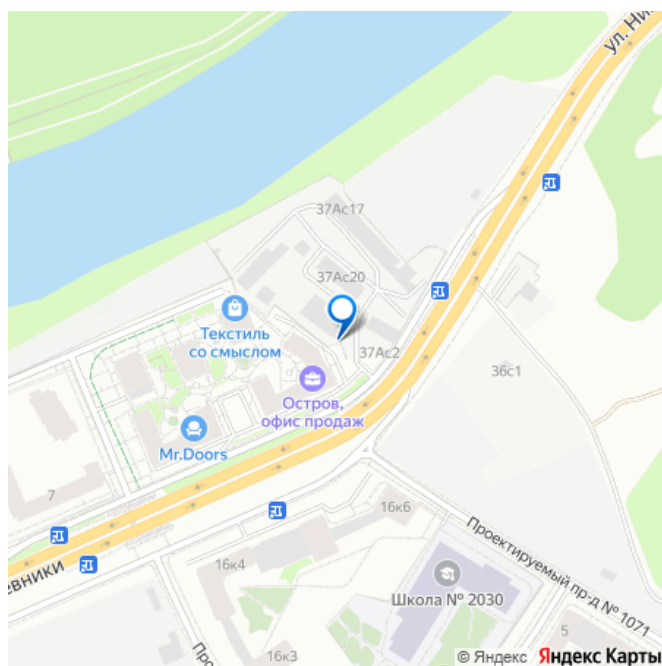 ул. Ни
37Ас17
37Ас20
Текстиль
со смыслом
37Ас2
36с1
Остров,
офис продаж
Mr.Doors
7
16к6
евники
16к4
Проектируемый пр-д № 1071
Школа № 2030
5
Пр
16к3
© Яндекс Яндекс Карты